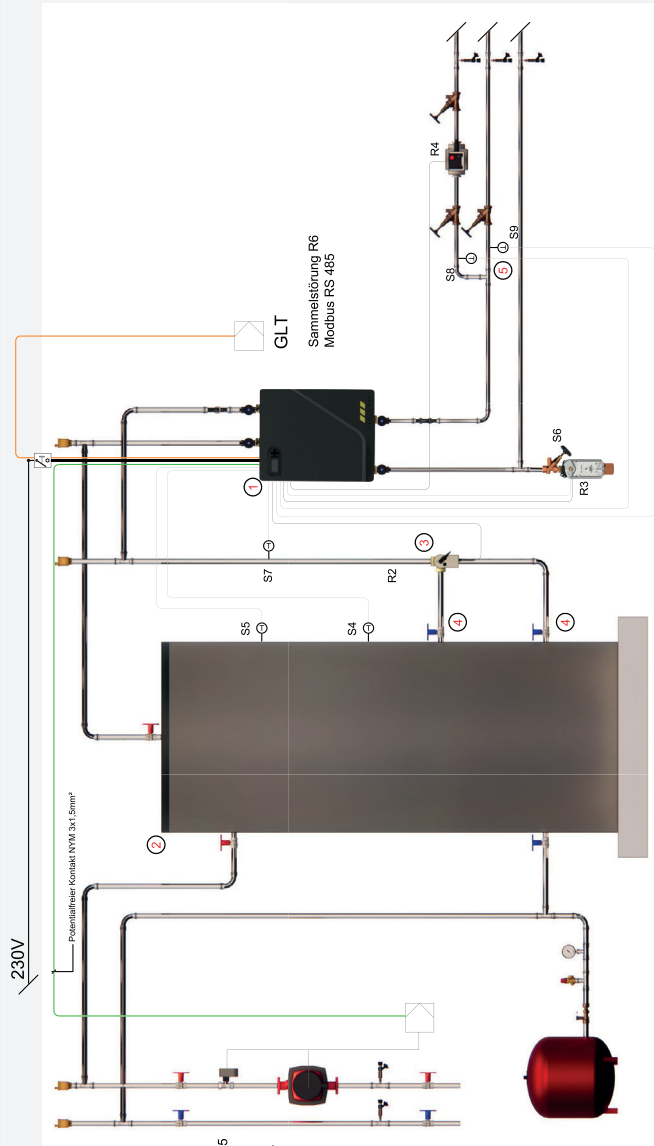 230V
Potentialfreier Kontakt NYM 3x1,5mm²
GLT
Sammelstörung R6
Modbus RS 485
R4
S8
S9
5
1
S6
R3
S7
R2
3
S5
S4
4
4
2
5